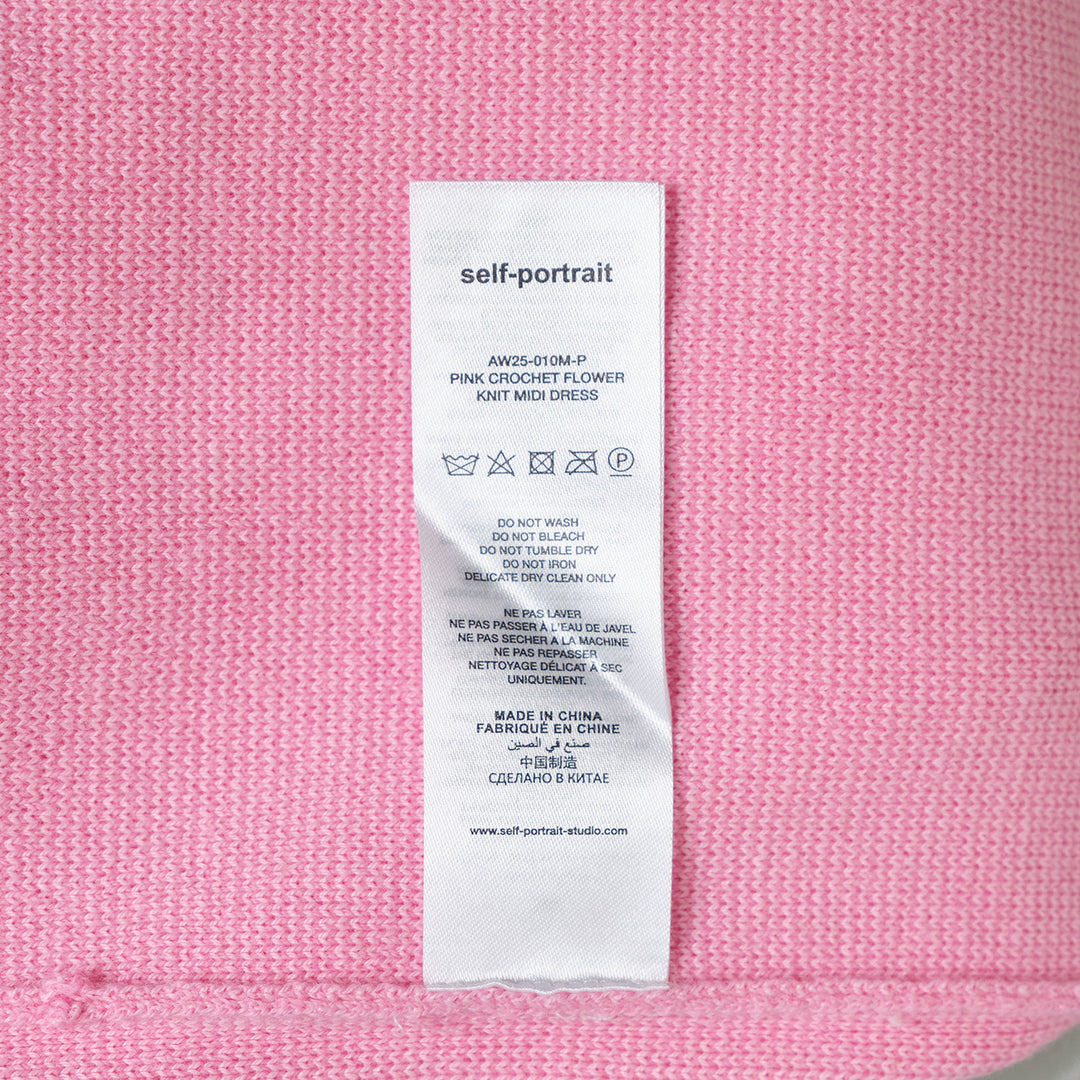 self-portrait
AW25-010M-P
PINK CROCHET FLOWER
KNIT MIDI DRESS
P
DO NOT WASH
DO NOT BLEACH
DO NOT TUMBLE DRY
DO NOT IRON
DELICATE DRY CLEAN ONLY
NE PAS LAVER
NE PAS PASSER À L'EAU DE JAVEL
NE PAS SECHER A LA MACHINE
NE PAS REPASSER
NETTOYAGE DÉLICAT À SEC
UNIQUEMENT.
MADE IN CHINA
FABRIQUÉ EN CHINE
صنع في الصين
中国制造
СДЕЛАНО В КИТАЕ
www.self-portrait-studio.com